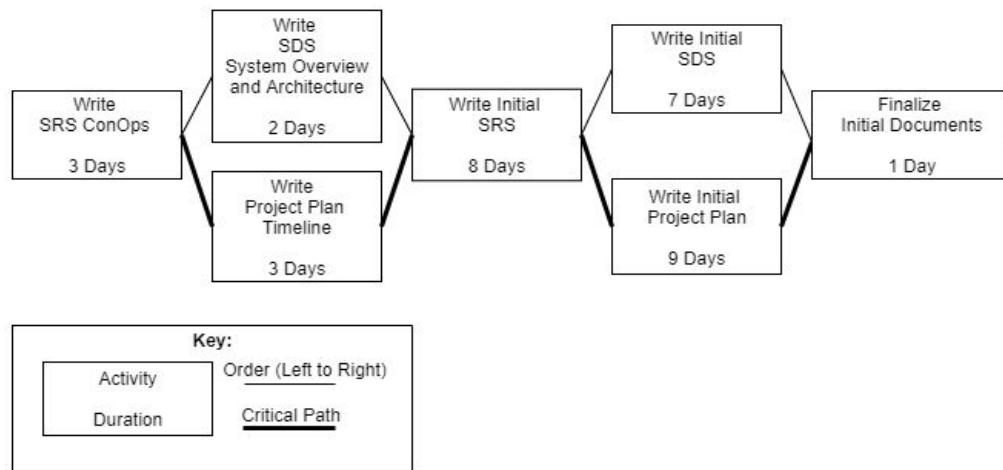 Write
SRS ConOps
3 Days
Write
SDS
System Overview
and Architecture
2 Days
Write
Project Plan
Timeline
3 Days
Write Initial
SRS
8 Days
Write Initial
SDS
7 Days
Write Initial
Project Plan
9 Days
Finalize
Initial Documents
1 Day
Key:
Activity
Duration
Order (Left to Right)
Critical Path